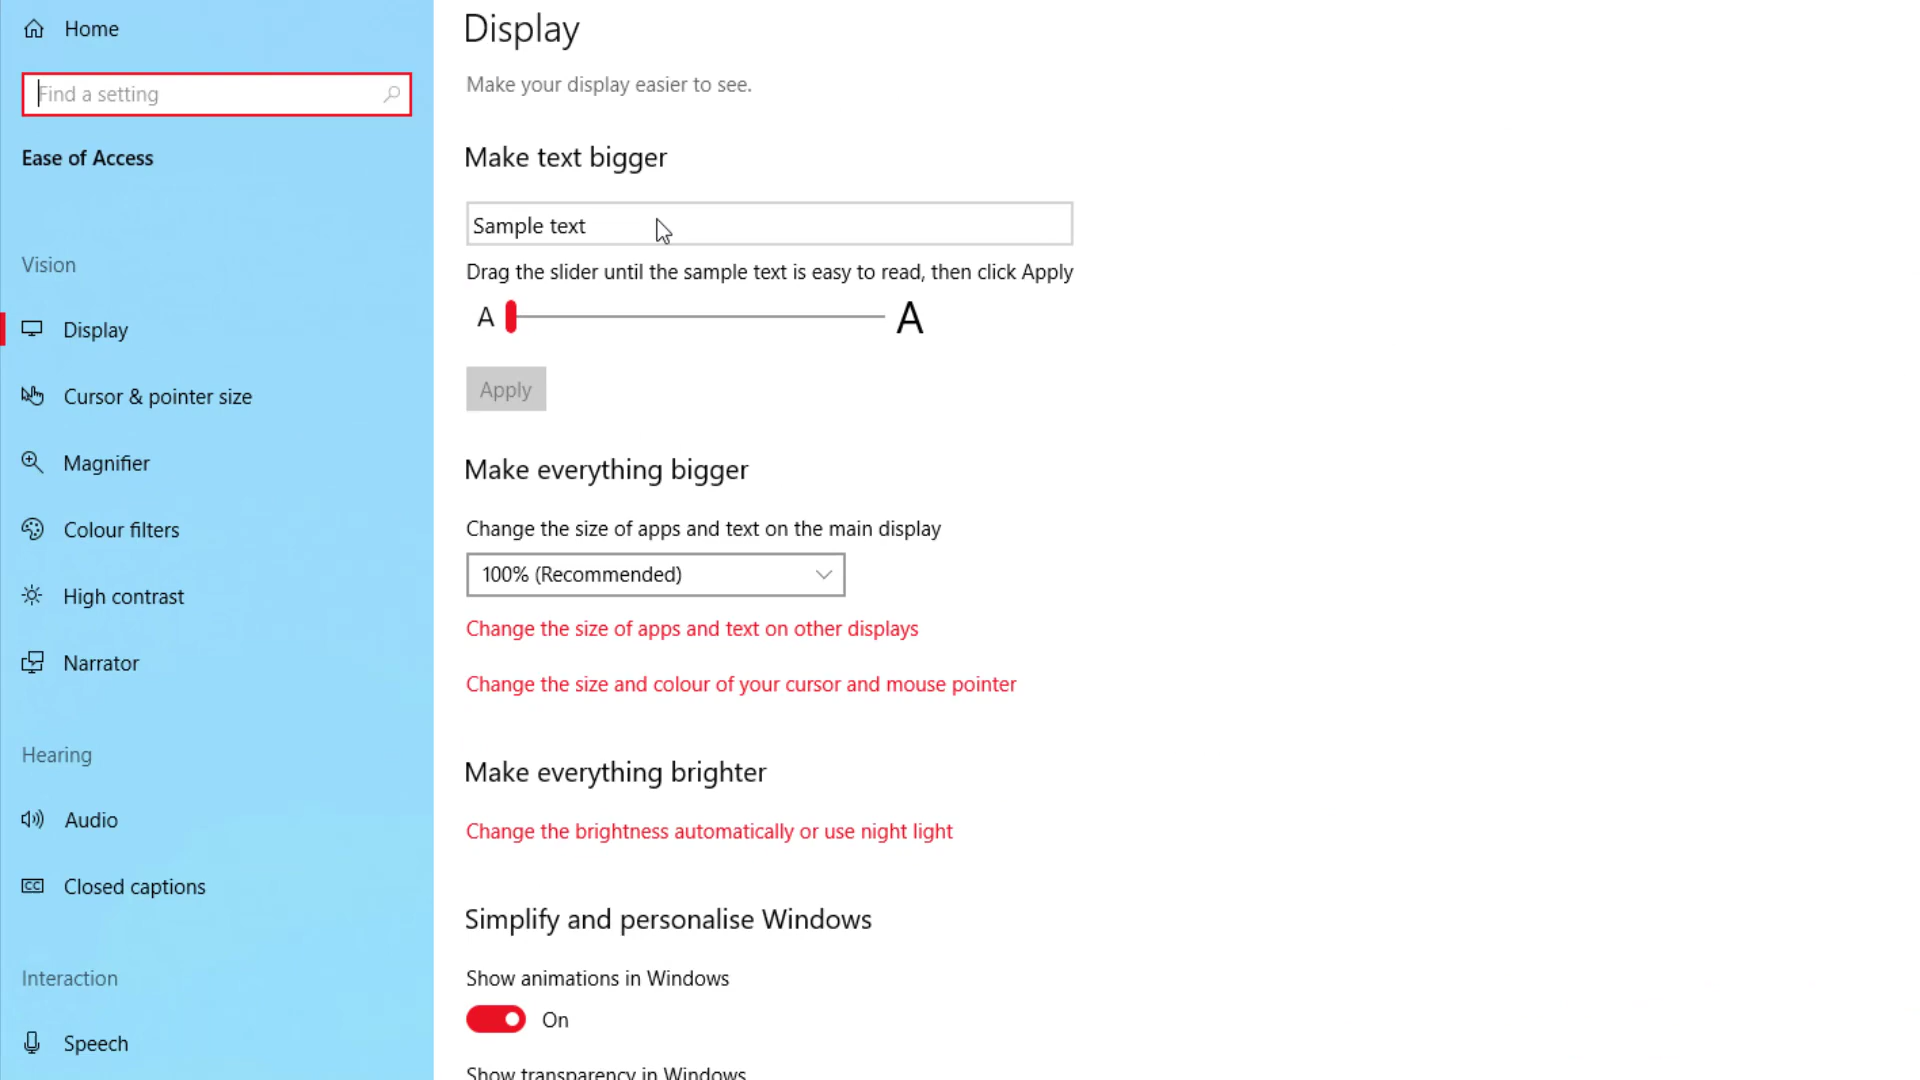 Home
Find a setting
Ease of Access
Vision
Display
Cursor & pointer size
Magnifier
Colour filters
High contrast
Narrator
Hearing
Audio
Closed captions
Interaction
Speech
Display
Make your display easier to see.
Make text bigger
Sample text
Drag the slider until the sample text is easy to read, then click Apply
A A
Apply
Make everything bigger
Change the size of apps and text on the main display
100% (Recommended)
Change the size of apps and text on other displays
Change the size and colour of your cursor and mouse pointer
Make everything brighter
Change the brightness automatically or use night light
Simplify and personalise Windows
Show animations in Windows
On
Show transparency in Windows